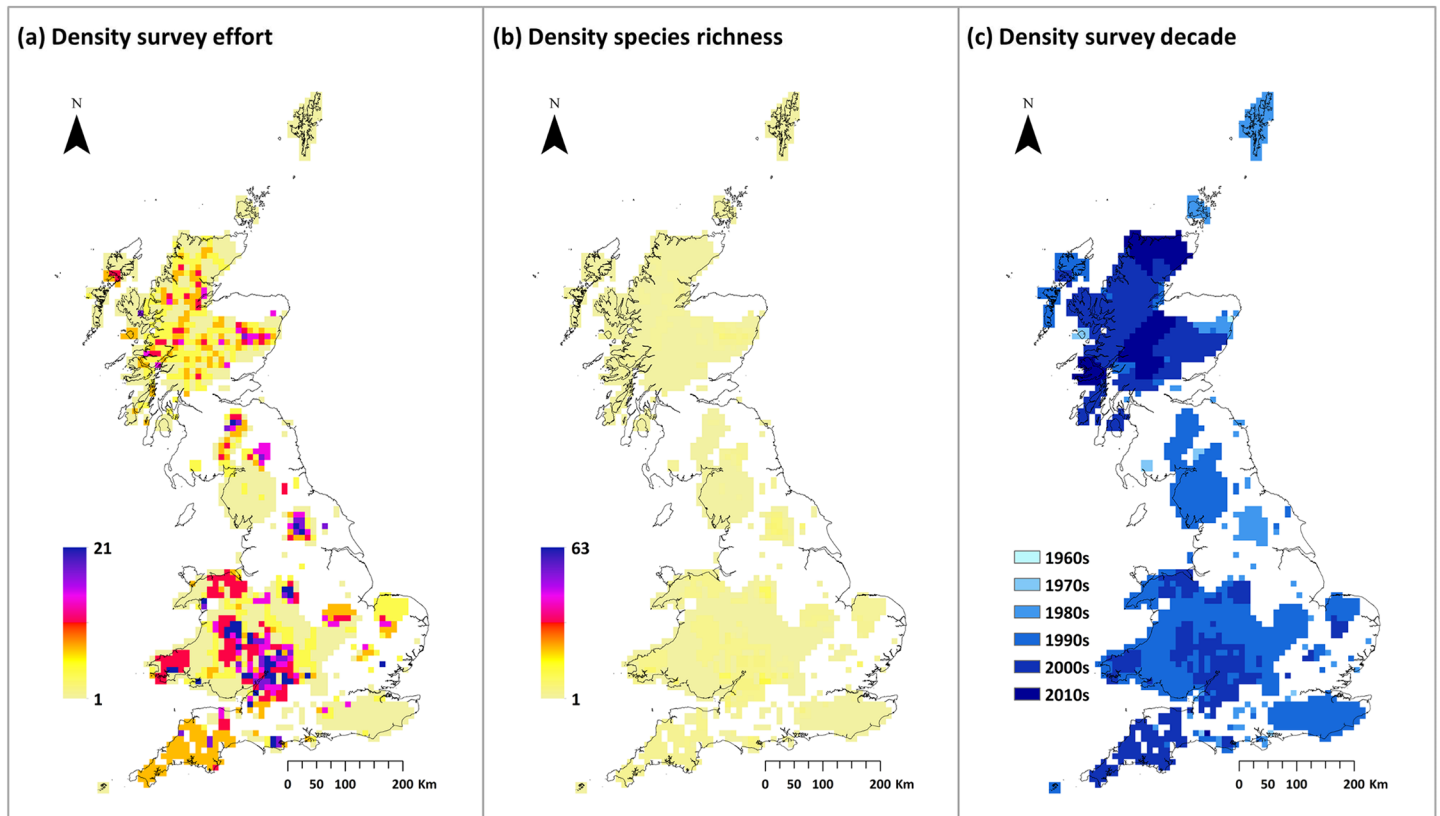 (a) Density survey effort
N
21
1
0 50 100 200 Km
(b) Density species richness
N
63
1
0 50 100 200 Km
(c) Density survey decade
N
1960s
1970s
1980s
1990s
2000s
2010s
0 50 100 200 Km